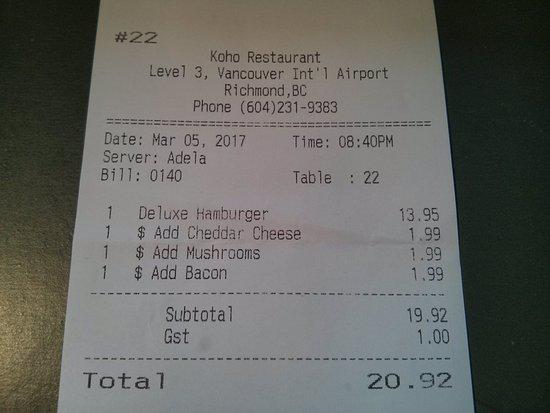 #22
Koho Restaurant
Level 3, Vancouver Int'l Airport
Richmond,BC
Phone (604)231-9383
========================================
Date: Mar 05, 2017 Time: 08:40PM
Server: Adela
Bill: 0140 Table : 22
1 Deluxe Hamburger 13.95
1 $ Add Cheddar Cheese 1.99
1 $ Add Mushrooms 1.99
1 $ Add Bacon 1.99
----------------------------------------
Subtotal 19.92
Gst 1.00
----------------------------------------
Total 20.92